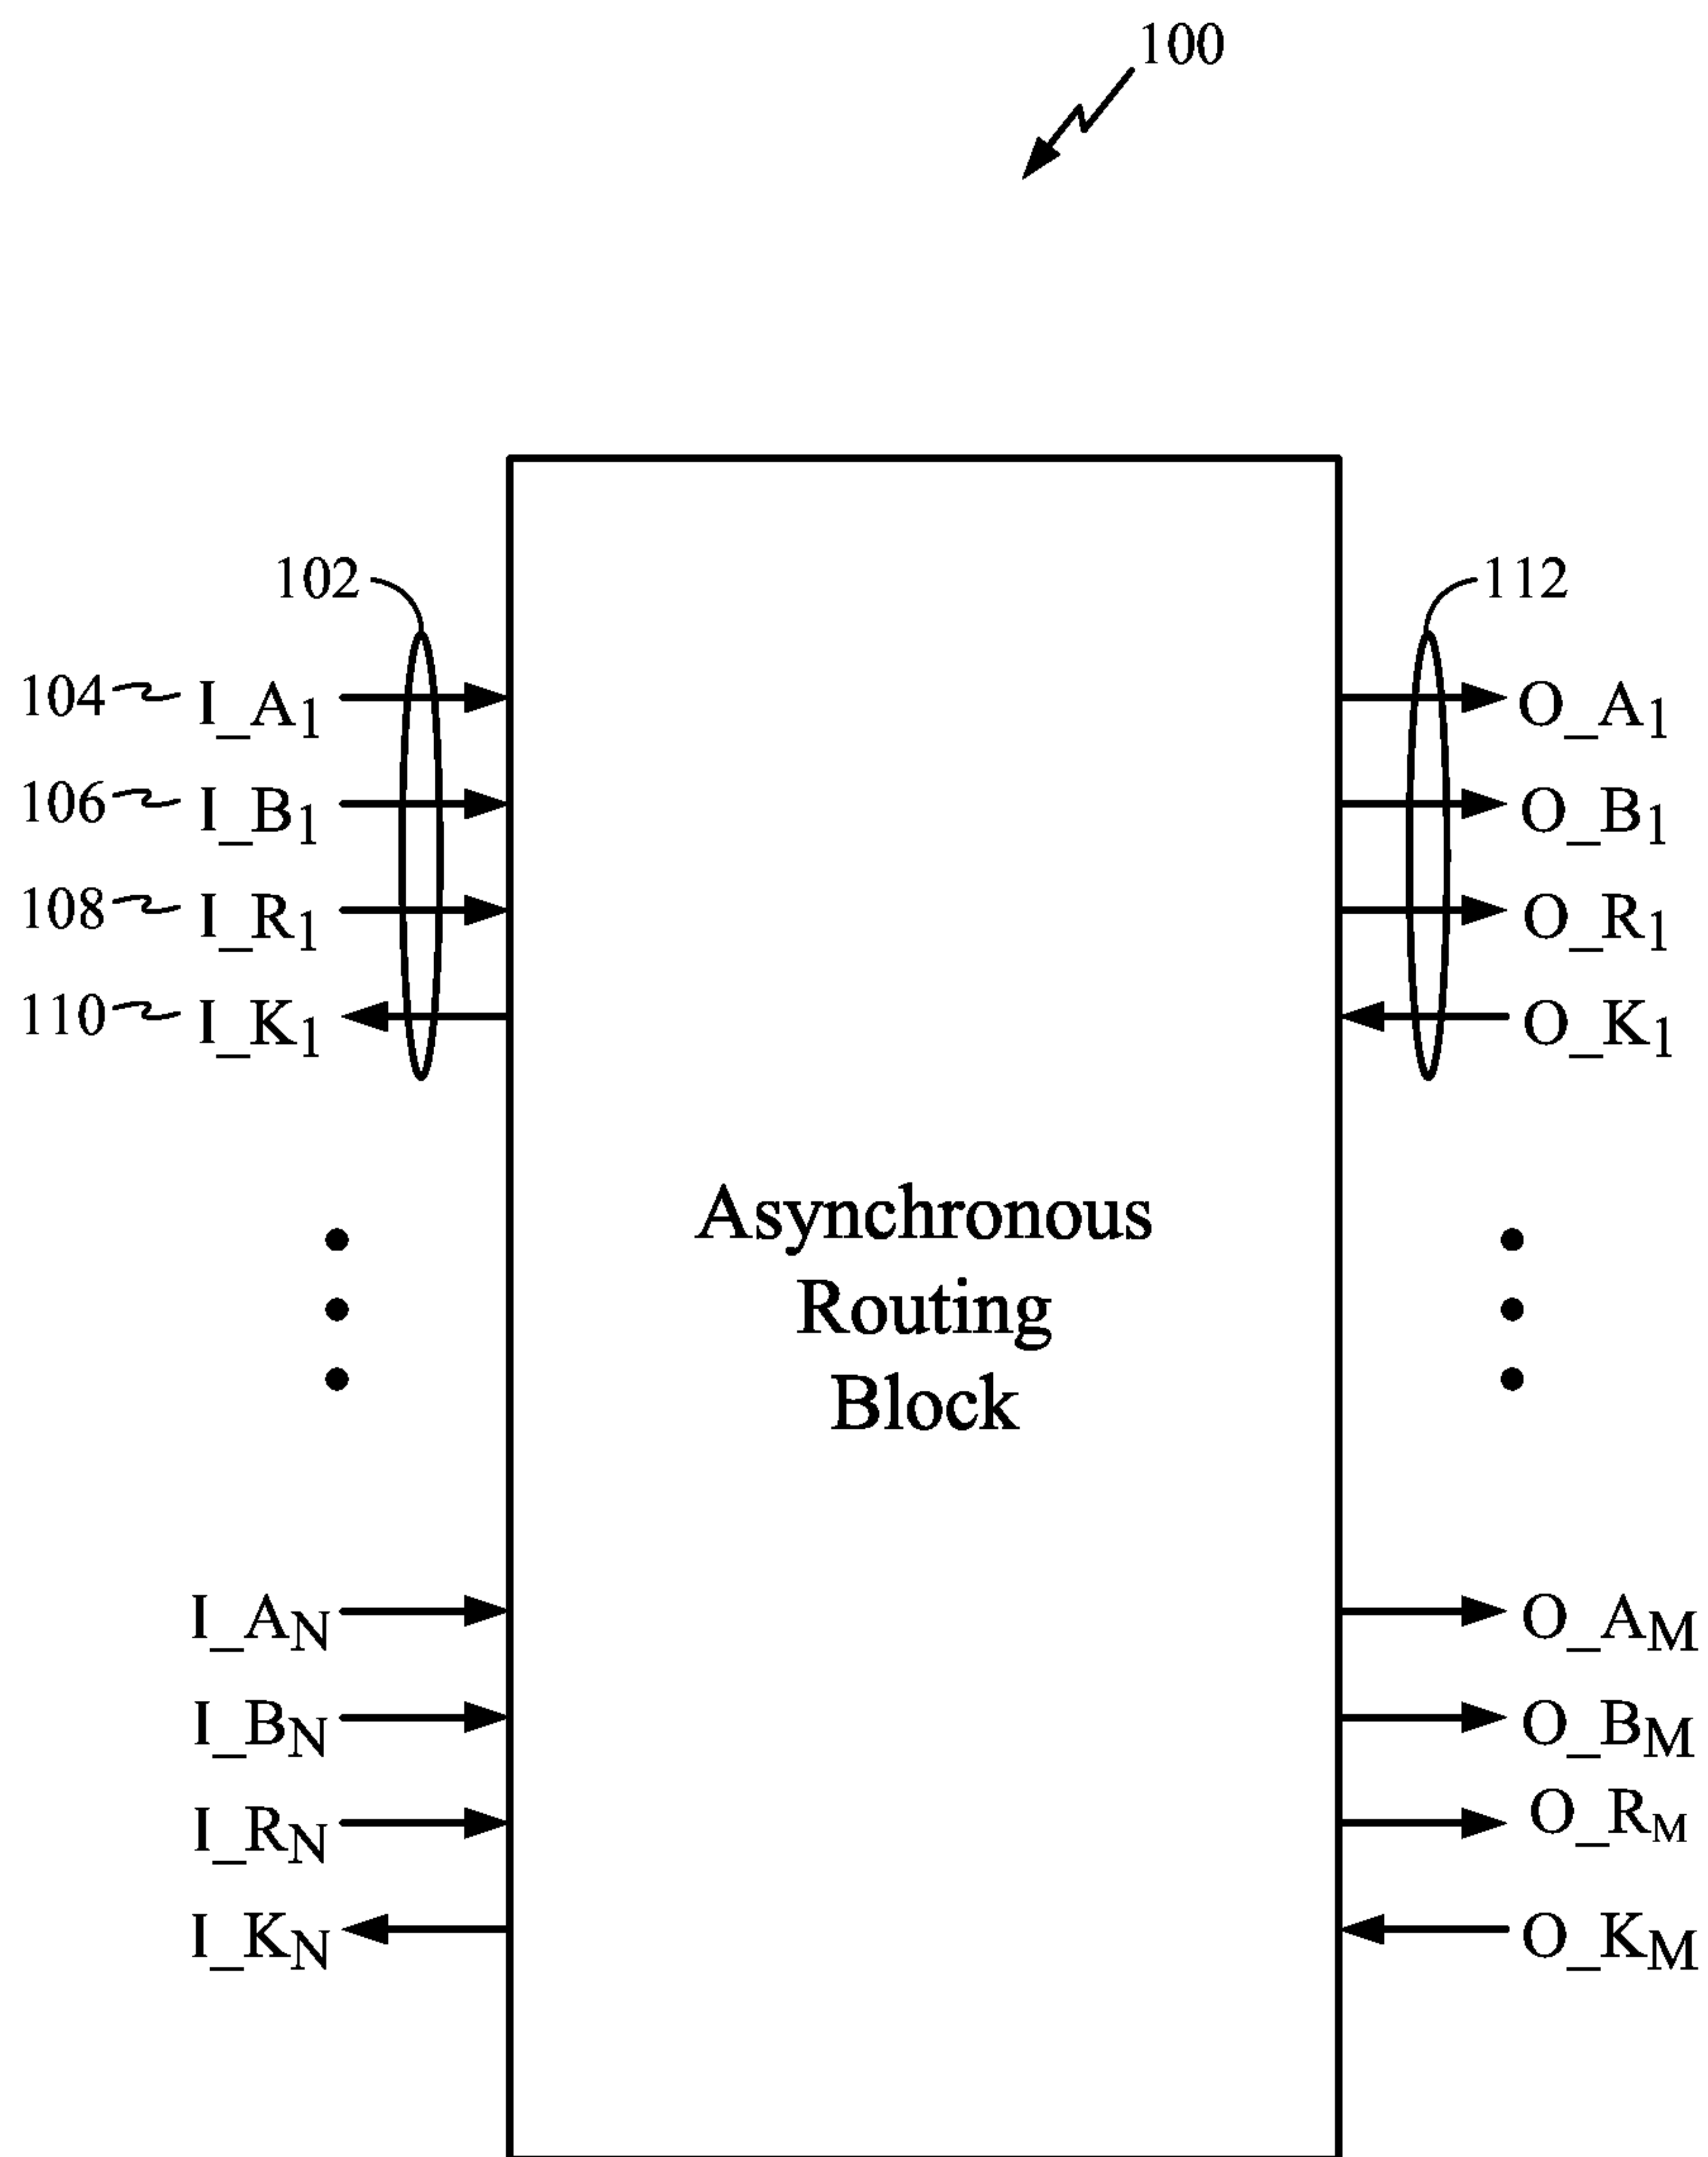 100
102
112
104 I_A1 O_A1
106 I_B1 O_B1
108 I_R1 O_R1
110 I_K1 O_K1
Asynchronous
Routing
Block
I_AN O_AM
I_BN O_BM
I_RN O_RM
I_KN O_KM